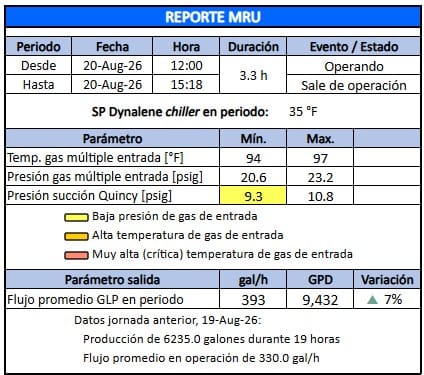 REPORTE MRU
Periodo Fecha Hora Duración Evento / Estado
Desde 20-Aug-26 12:00 3.3 h Operando
Hasta 20-Aug-26 15:18 Sale de operación
SP Dynalene chiller en periodo: 35 °F
Parámetro Mín. Max.
Temp. gas múltiple entrada [°F] 94 97
Presión gas múltiple entrada [psig] 20.6 23.2
Presión succión Quincy [psig] 9.3 10.8
Baja presión de gas de entrada
Alta temperatura de gas de entrada
Muy alta (crítica) temperatura de gas de entrada
Parámetro salida gal/h GPD Variación
Flujo promedio GLP en periodo 393 9,432 ▲ 7%
Datos jornada anterior, 19-Aug-26:
Producción de 6235.0 galones durante 19 horas
Flujo promedio en operación de 330.0 gal/h